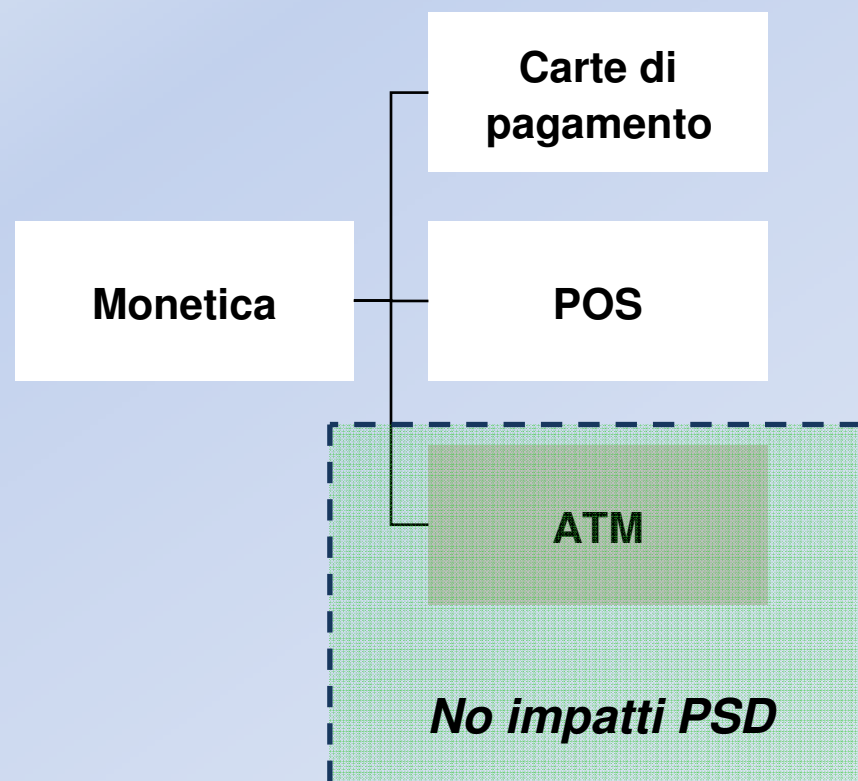 Carte di
pagamento
Monetica
POS
ATM
No impatti PSD